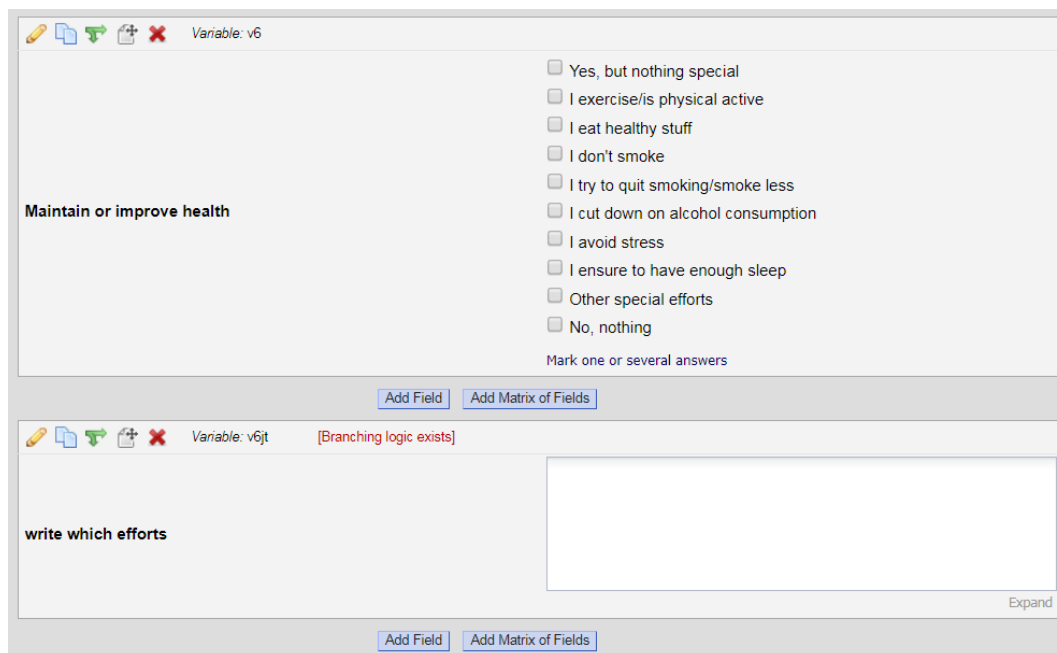 Variable: v6
Yes, but nothing special
I exercise/is physical active
I eat healthy stuff
I don't smoke
I try to quit smoking/smoke less
Maintain or improve health
I cut down on alcohol consumption
I avoid stress
I ensure to have enough sleep
Other special efforts
No, nothing
Mark one or several answers
Add Field Add Matrix of Fields
Variable: v6jt [Branching logic exists]
write which efforts
Expand
Add Field Add Matrix of Fields